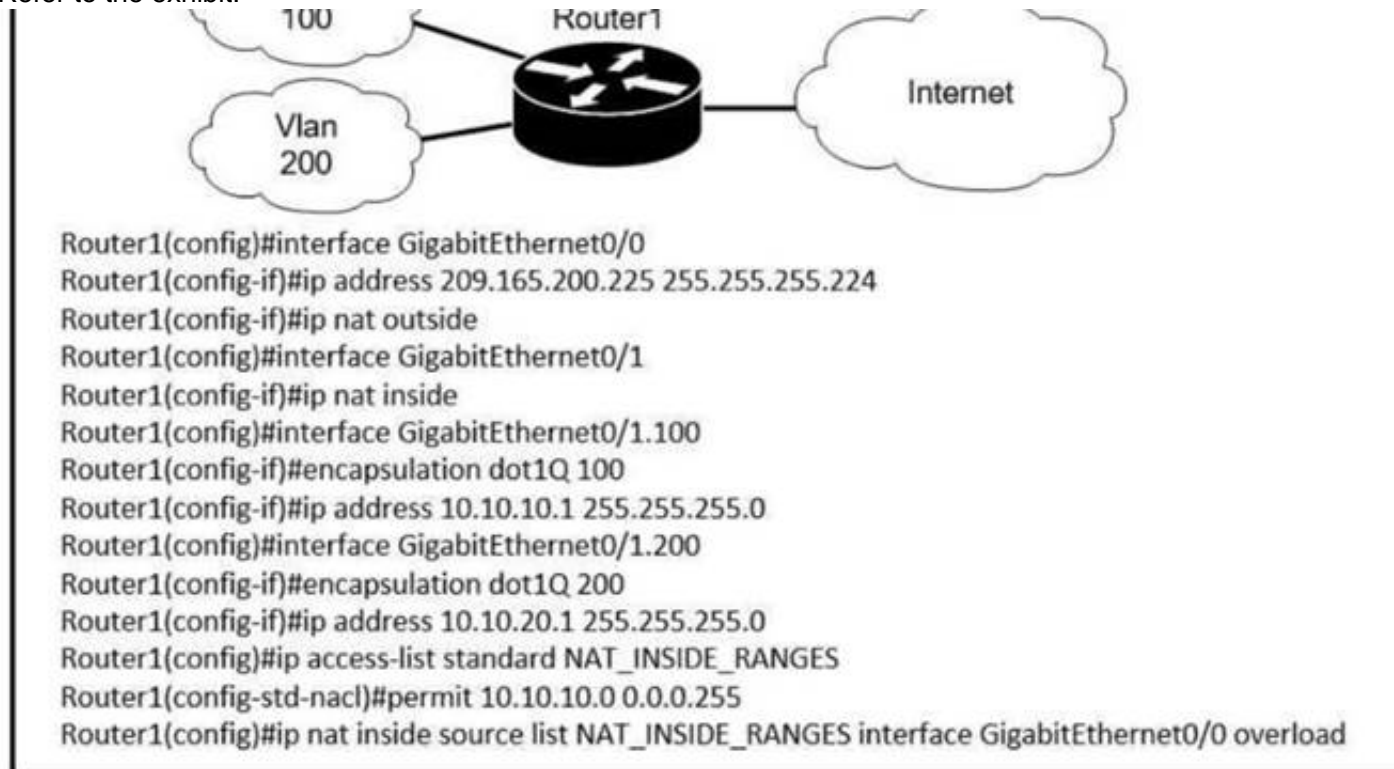 Refer to the exhibit.
100
Router1
Internet
Vlan
200
Router1(config)#interface GigabitEthernet0/0
Router1(config-if)#ip address 209.165.200.225 255.255.255.224
Router1(config-if)#ip nat outside
Router1(config)#interface GigabitEthernet0/1
Router1(config-if)#ip nat inside
Router1(config)#interface GigabitEthernet0/1.100
Router1(config-if)#encapsulation dot1Q 100
Router1(config-if)#ip address 10.10.10.1 255.255.255.0
Router1(config)#interface GigabitEthernet0/1.200
Router1(config-if)#encapsulation dot1Q 200
Router1(config-if)#ip address 10.10.20.1 255.255.255.0
Router1(config)#ip access-list standard NAT_INSIDE_RANGES
Router1(config-std-nacl)#permit 10.10.10.0 0.0.0.255
Router1(config)#ip nat inside source list NAT_INSIDE_RANGES interface GigabitEthernet0/0 overload